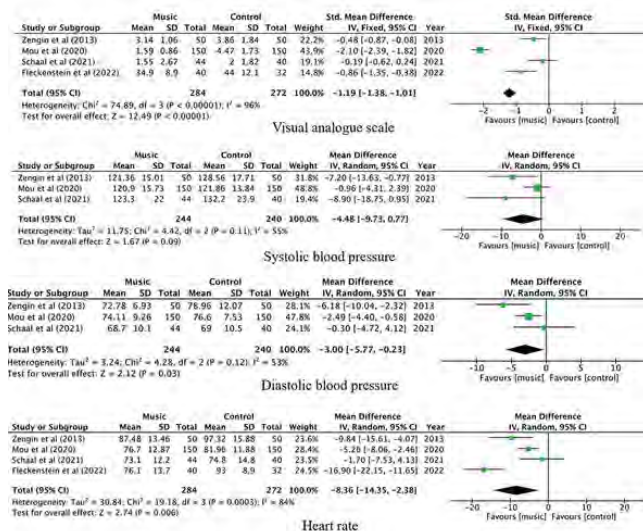 Music Control Std. Mean Difference Std. Mean Difference
Study or Subgroup Mean SD Total Mean SD Total Weight IV, Fixed, 95% CI Year IV, Fixed, 95% CI
Zengin et al (2013) 3.14 1.06 50 3.86 1.84 50 22.2% -0.48 [-0.87, -0.08] 2013
Mou et al (2020) 1.59 0.86 150 4.47 1.73 150 43.9% -2.10 [-2.39, -1.82] 2020
Schaal et al (2021) 1.55 2.67 44 2 1.82 40 19.1% -0.19 [-0.62, 0.24] 2021
Fleckenstein et al (2022) 34.9 8.9 40 44 12.1 32 14.8% -0.86 [-1.35, -0.38] 2022
Total (95% CI) 284 272 100.0% -1.19 [-1.38, -1.01]
Heterogeneity: Chi² = 74.89, df = 3 (P < 0.00001); I² = 96%
Test for overall effect: Z = 12.49 (P < 0.00001)
-2 -1 0 1 2
Favours [music] Favours [control]
Visual analogue scale
Music Control Mean Difference Mean Difference
Study or Subgroup Mean SD Total Mean SD Total Weight IV, Random, 95% CI Year IV, Random, 95% CI
Zengin et al (2013) 121.36 15.01 50 128.56 17.71 50 31.8% -7.20 [-13.63, -0.77] 2013
Mou et al (2020) 120.9 15.73 150 121.86 13.84 150 -0.96 [-4.31, 2.39] 2020
Schaal et al (2021) 123.3 22 44 132.2 23.9 40 -8.90 [-18.75, 0.95] 2021
Total (95% CI) 244 240 100.0% -4.48 [-9.73, 0.77]
Heterogeneity: Tau² = 11.75; Chi² = 4.42, df = 2 (P = 0.11); I² = 55%
Test for overall effect: Z = 1.67 (P = 0.09)
-20 -10 0 10 20
Favours [music] Favours [control]
Systolic blood pressure
Music Control Mean Difference Mean Difference
Study or Subgroup Mean SD Total Mean SD Total Weight IV, Random, 95% CI Year IV, Random, 95% CI
Zengin et al (2013) 72.78 6.93 50 78.96 12.07 50 28.1% -6.18 [-10.04, -2.32] 2013
Mou et al (2020) 74.11 9.26 150 76.6 7.53 150 47.8% -2.49 [-4.40, -0.58] 2020
Schaal et al (2021) 68.7 10.1 44 69 10.5 40 24.1% -0.30 [-4.72, 4.12] 2021
Total (95% CI) 244 240 100.0% -3.00 [-5.77, -0.23]
Heterogeneity: Tau² = 3.24; Chi² = 4.28, df = 2 (P = 0.12); I² = 53%
Test for overall effect: Z = 2.12 (P = 0.03)
-10 -5 0 5 10
Favours [music] Favours [control]
Diastolic blood pressure
Music Control Mean Difference Mean Difference
Study or Subgroup Mean SD Total Mean SD Total Weight IV, Random, 95% CI Year IV, Random, 95% CI
Zengin et al (2013) 87.48 13.46 50 97.32 15.88 50 23.6% -9.84 [-15.61, -4.07] 2013
Mou et al (2020) 76.7 12.87 150 81.96 11.88 150 28.4% -5.26 [-8.06, -2.46] 2020
Schaal et al (2021) 73.1 12.2 44 74.8 14.8 40 -1.70 [-7.53, 4.13] 2021
Fleckenstein et al (2022) 76.1 13.7 40 93 8.9 32 -16.90 [-22.15, -11.65] 2022
Total (95% CI) 284 272 100.0% -8.36 [-14.35, -2.38]
Heterogeneity: Tau² = 30.84; Chi² = 19.18, df = 3 (P = 0.0003); I² = 84%
Test for overall effect: Z = 2.74 (P = 0.006)
-20 -10 0 10 20
Favours [music] Favours [control]
Heart rate